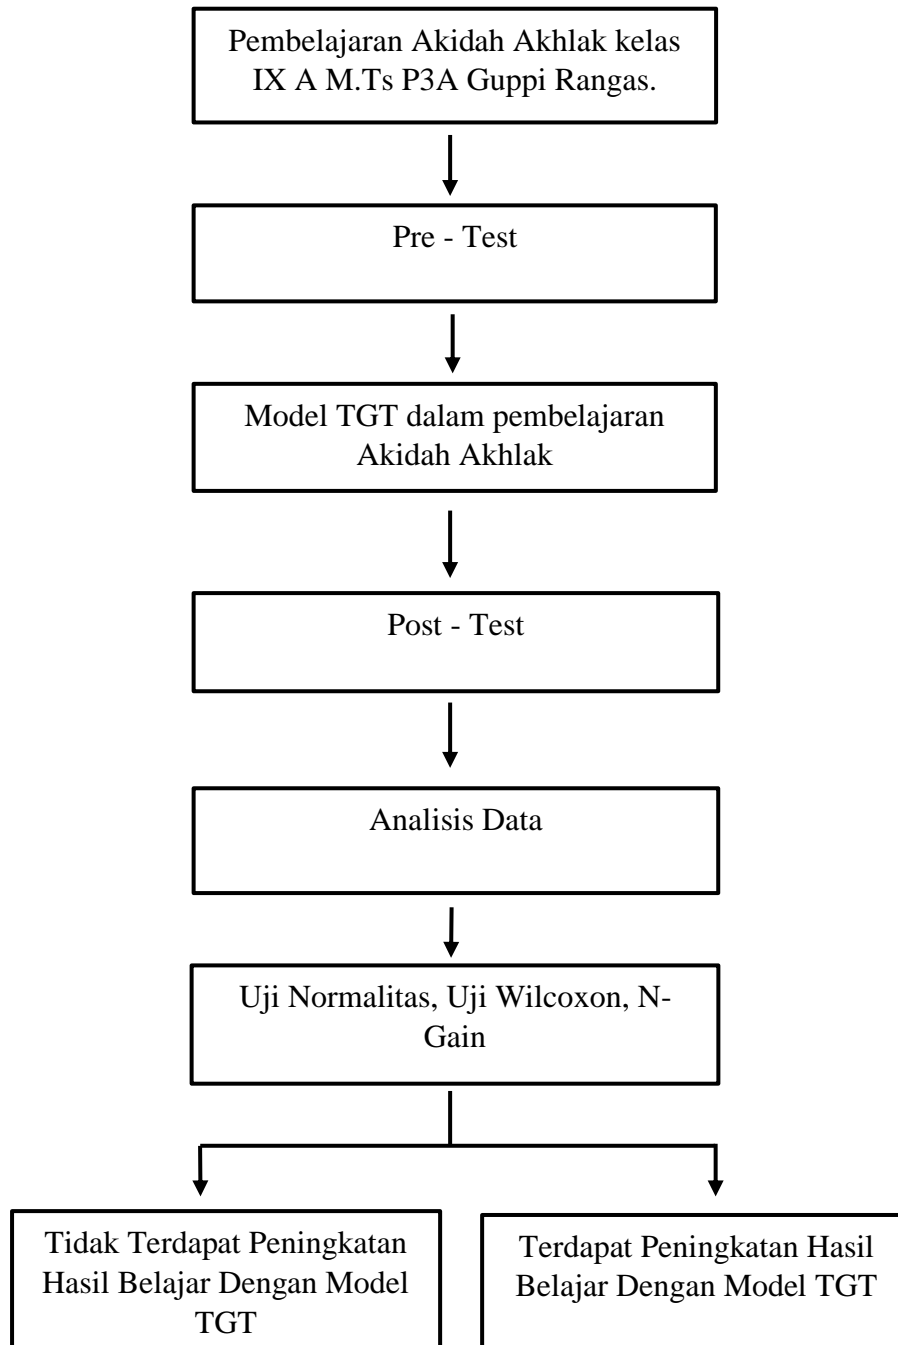 Pembelajaran Akidah Akhlak kelas
IX A M.Ts P3A Guppi Rangas.
Pre - Test
Model TGT dalam pembelajaran
Akidah Akhlak
Post - Test
Analisis Data
Uji Normalitas, Uji Wilcoxon, N-
Gain
Tidak Terdapat Peningkatan
Hasil Belajar Dengan Model
TGT
Terdapat Peningkatan Hasil
Belajar Dengan Model TGT